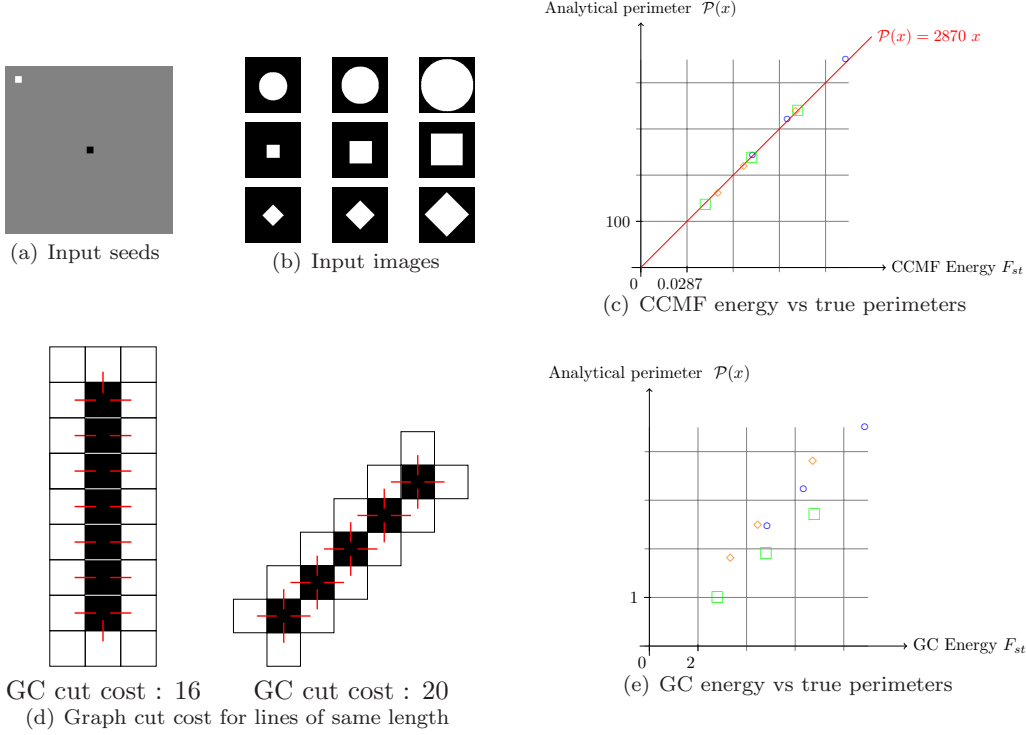 (a) Input seeds
(b) Input images
Analytical perimeter 𝒫(x)
𝒫(x) = 2870 x
100
0
0.0287
CCMF Energy F_st
(c) CCMF energy vs true perimeters
GC cut cost : 16
GC cut cost : 20
(d) Graph cut cost for lines of same length
Analytical perimeter 𝒫(x)
1
0
2
GC Energy F_st
(e) GC energy vs true perimeters